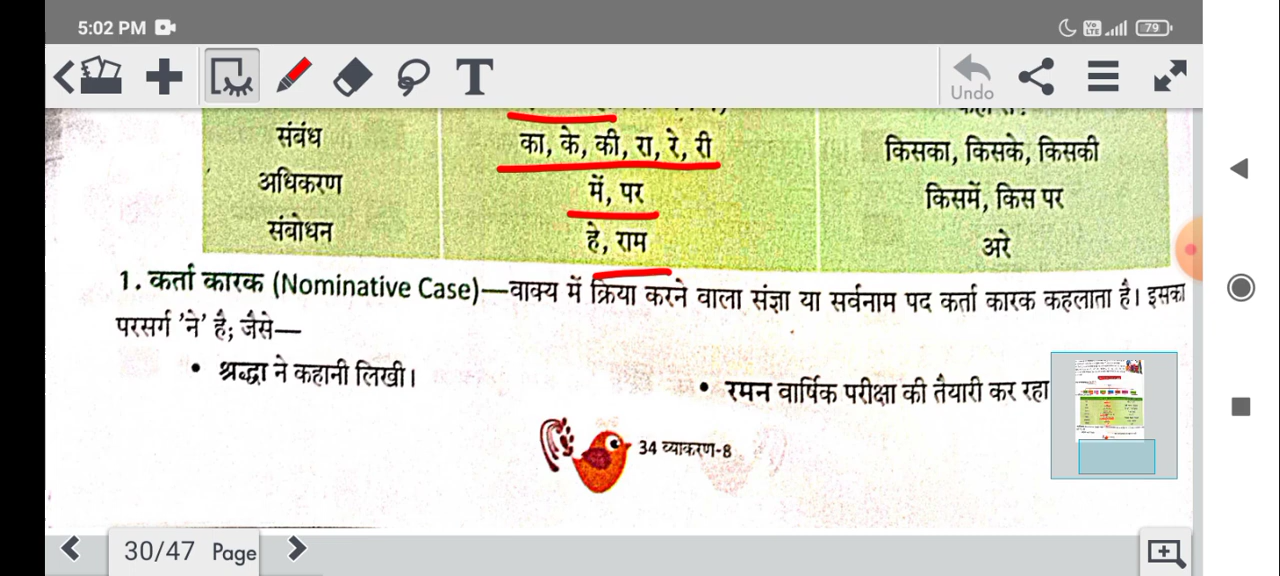 5:02 PM
79
T
Undo
संबंध का, के, की, रा, रे, री किसका, किसके, किसकी
अधिकरण में, पर किसमें, किस पर
संबोधन हे, राम अरे
1. कर्ता कारक (Nominative Case)—वाक्य में क्रिया करने वाला संज्ञा या सर्वनाम पद कर्ता कारक कहलाता है। इसका
परसर्ग 'ने' है; जैसे—
• श्रद्धा ने कहानी लिखी। • रमन वार्षिक परीक्षा की तैयारी कर रहा
34 व्याकरण-8
30/47 Page